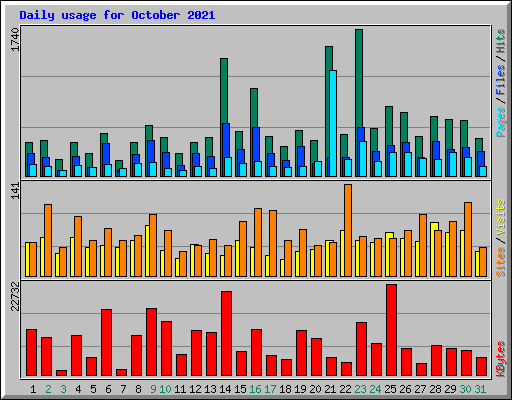 Daily usage for October 2021
1740
Pages / Files / Hits
141
Sites / Visits
22732
KBytes
1 2 3 4 5 6 7 8 9 10 11 12 13 14 15 16 17 18 19 20 21 22 23 24 25 26 27 28 29 30 31